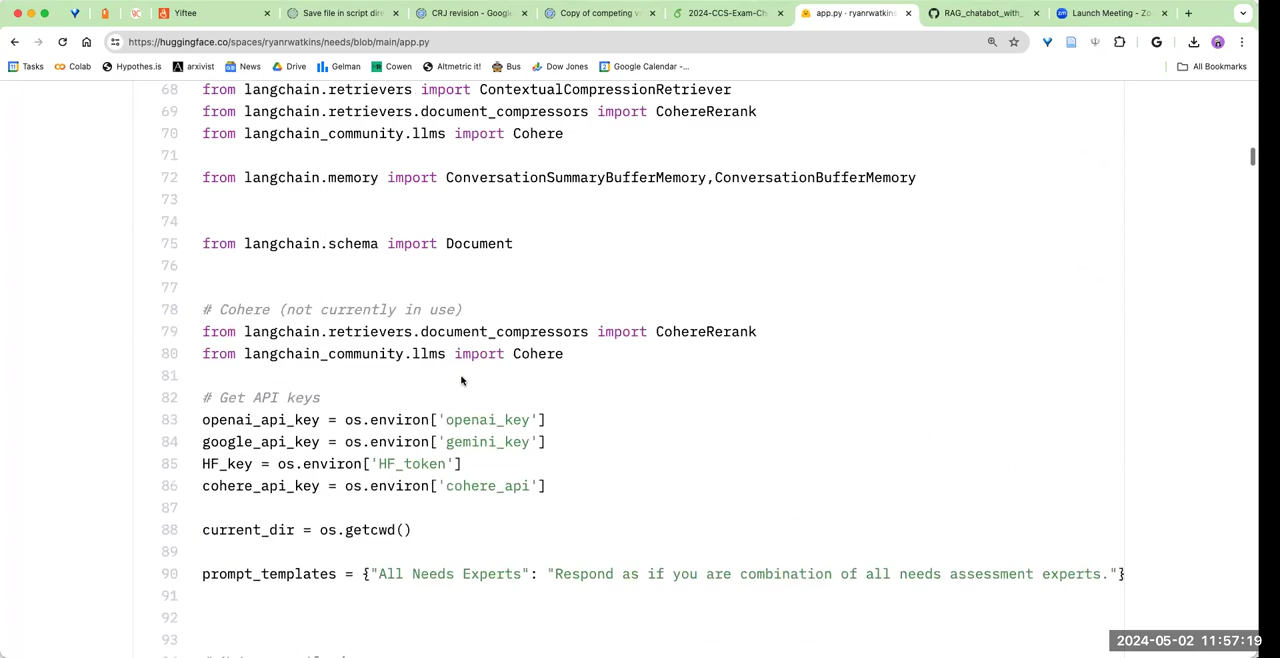 Yiftee
Save file in script dire
CRJ revision - Google
Copy of competing v
2024-CCS-Exam-Ch
app.py · ryanrwatkins
RAG_chatabot_with_
Launch Meeting - Zo
https://huggingface.co/spaces/ryanrwatkins/needs/blob/main/app.py
Tasks Colab Hypothes.is arxivist News Drive Gelman Cowen Altmetric it! Bus Dow Jones Google Calendar -... All Bookmarks
68 from langchain.retrievers import ContextualCompressionRetriever
69 from langchain.retrievers.document_compressors import CohereRerank
70 from langchain_community.llms import Cohere
71
72 from langchain.memory import ConversationSummaryBufferMemory,ConversationBufferMemory
73
74
75 from langchain.schema import Document
76
77
78 # Cohere (not currently in use)
79 from langchain.retrievers.document_compressors import CohereRerank
80 from langchain_community.llms import Cohere
81
82 # Get API keys
83 openai_api_key = os.environ['openai_key']
84 google_api_key = os.environ['gemini_key']
85 HF_key = os.environ['HF_token']
86 cohere_api_key = os.environ['cohere_api']
87
88 current_dir = os.getcwd()
89
90 prompt_templates = {"All Needs Experts": "Respond as if you are combination of all needs assessment experts."}
91
92
93
2024-05-02 11:57:19